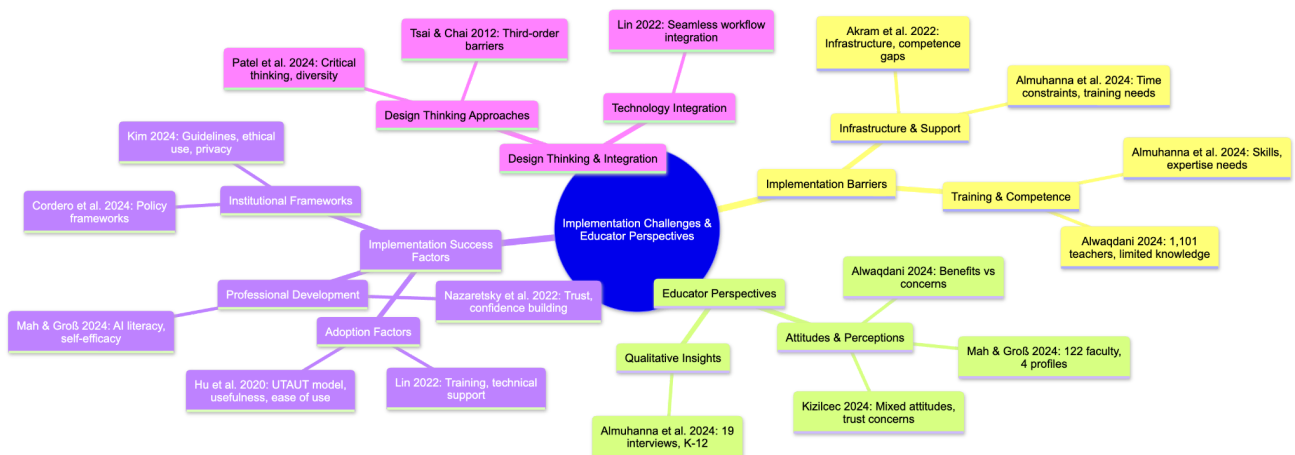 Implementation Challenges &
Educator Perspectives
Design Thinking & Integration
Design Thinking Approaches
Patel et al. 2024: Critical
thinking, diversity
Tsai & Chai 2012: Third-order
barriers
Technology Integration
Lin 2022: Seamless workflow
integration
Implementation Barriers
Infrastructure & Support
Akram et al. 2022:
Infrastructure, competence
gaps
Almuhanna et al. 2024: Time
constraints, training needs
Training & Competence
Almuhanna et al. 2024: Skills,
expertise needs
Alwaqdani 2024: 1,101
teachers, limited knowledge
Educator Perspectives
Attitudes & Perceptions
Alwaqdani 2024: Benefits vs
concerns
Mah & Groß 2024: 122 faculty,
4 profiles
Kizilcec 2024: Mixed attitudes,
trust concerns
Qualitative Insights
Almuhanna et al. 2024: 19
interviews, K-12
Implementation Success
Factors
Institutional Frameworks
Kim 2024: Guidelines, ethical
use, privacy
Cordero et al. 2024: Policy
frameworks
Professional Development
Mah & Groß 2024: AI literacy,
self-efficacy
Nazaretsky et al. 2022: Trust,
confidence building
Adoption Factors
Hu et al. 2020: UTAUT model,
usefulness, ease of use
Lin 2022: Training, technical
support